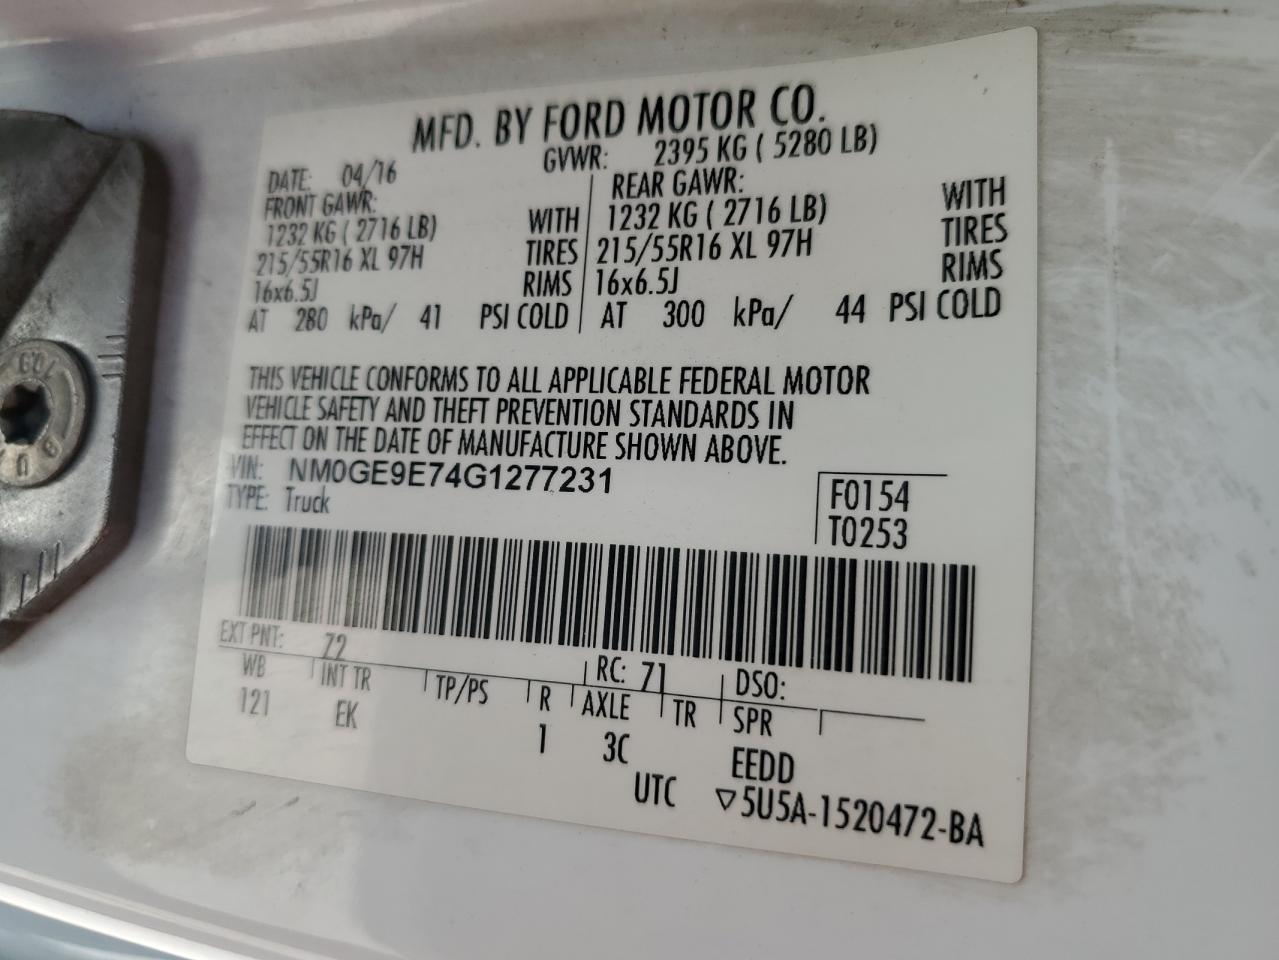 MFD. BY FORD MOTOR CO.
DATE: 04/16 GVWR: 2395 KG ( 5280 LB)
FRONT GAWR: REAR GAWR:
1232 KG ( 2716 LB) WITH 1232 KG ( 2716 LB) WITH
215/55R16 XL 97H TIRES 215/55R16 XL 97H TIRES
16x6.5J RIMS 16x6.5J RIMS
AT 280 kPa/ 41 PSI COLD AT 300 kPa/ 44 PSI COLD
THIS VEHICLE CONFORMS TO ALL APPLICABLE FEDERAL MOTOR
VEHICLE SAFETY AND THEFT PREVENTION STANDARDS IN
EFFECT ON THE DATE OF MANUFACTURE SHOWN ABOVE.
VIN: NM0GE9E74G1277231
TYPE: Truck
F0154
T0253
EXT PNT: Z2 RC: 71 DSO:
WB INT TR TP/PS R AXLE TR SPR
121 EK 1 3C EEDD
UTC ▽5U5A-1520472-BA